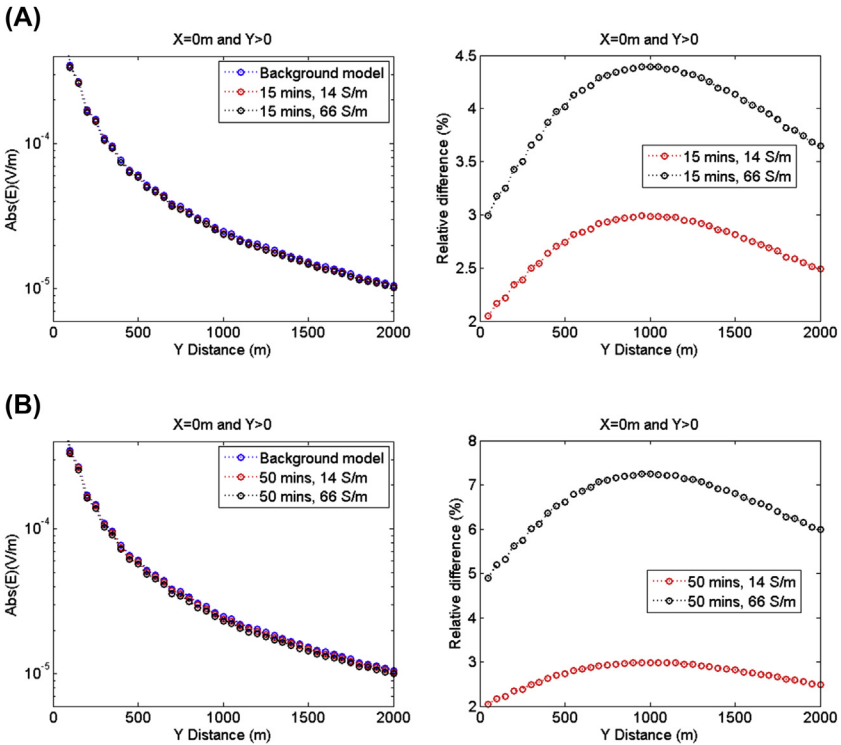 (A)
X=0m and Y>0
Abs(E)(V/m)
10^-4
10^-5
Background model
15 mins, 14 S/m
15 mins, 66 S/m
0 500 1000 1500 2000
Y Distance (m)
X=0m and Y>0
Relative difference (%)
4.5
4
3.5
3
2.5
2
15 mins, 14 S/m
15 mins, 66 S/m
0 500 1000 1500 2000
Y Distance (m)
(B)
X=0m and Y>0
Abs(E)(V/m)
10^-4
10^-5
Background model
50 mins, 14 S/m
50 mins, 66 S/m
0 500 1000 1500 2000
Y Distance (m)
X=0m and Y>0
Relative difference (%)
8
7
6
5
4
3
2
50 mins, 14 S/m
50 mins, 66 S/m
0 500 1000 1500 2000
Y Distance (m)